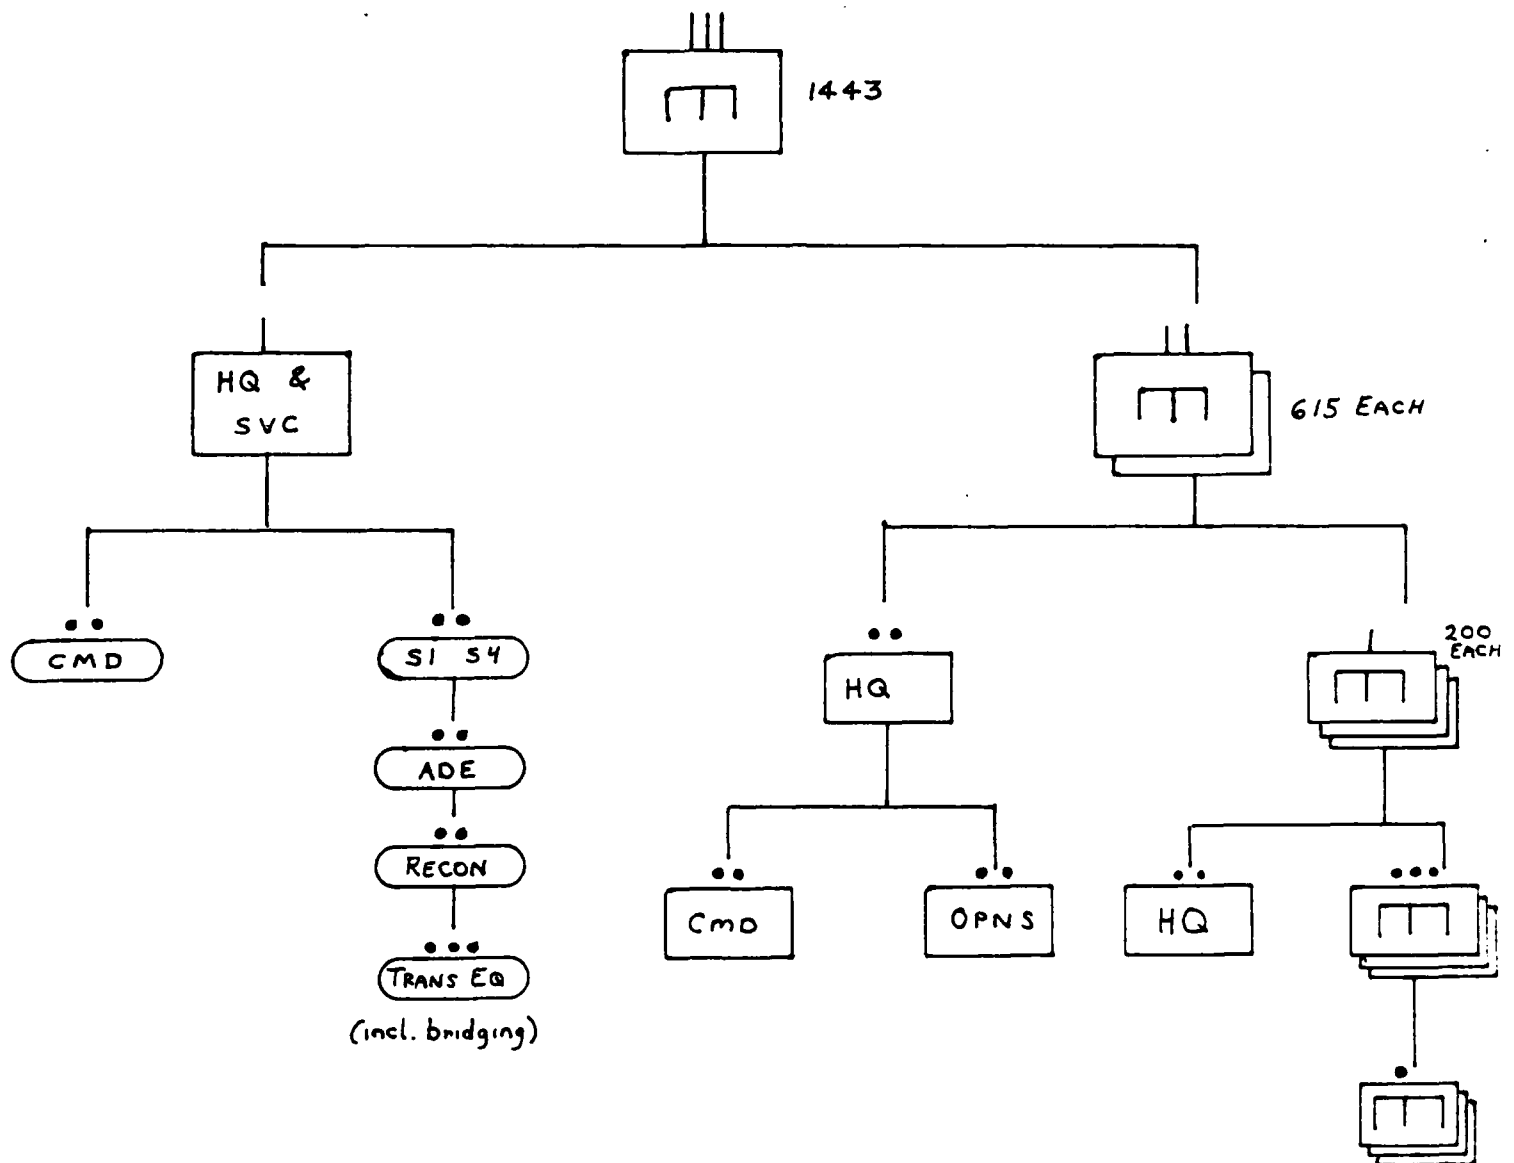 1443
HQ &
SVC
615 EACH
CMD
S1 S4
200
EACH
HQ
ADE
RECON
CMD
OPNS
HQ
TRANS EQ
(incl. bridging)